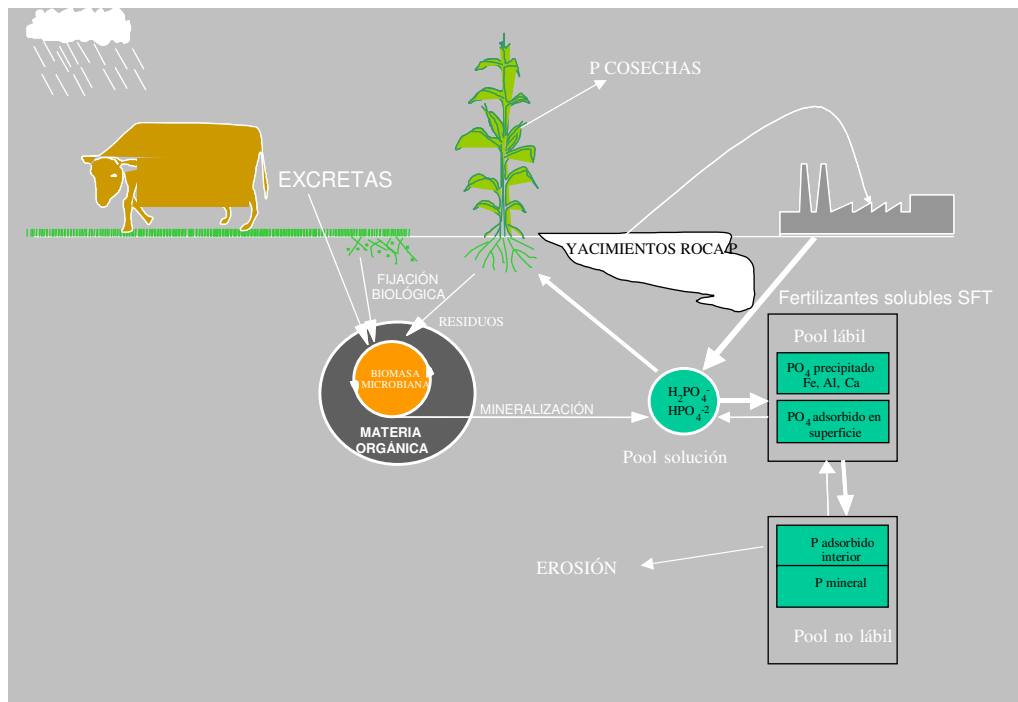 P COSECHAS
EXCRETAS
YACIMIENTOS ROCA P
FIJACIÓN
BIOLÓGICA
Fertilizantes solubles SFT
RESIDUOS
Pool lábil
PO4 precipitado
Fe, Al, Ca
BIOMASA
MICROBIANA
H2PO4-
HPO4-2
MINERALIZACIÓN
PO4 adsorbido en
superficie
MATERIA
ORGÁNICA
Pool solución
P adsorbido
interior
EROSIÓN
P mineral
Pool no lábil